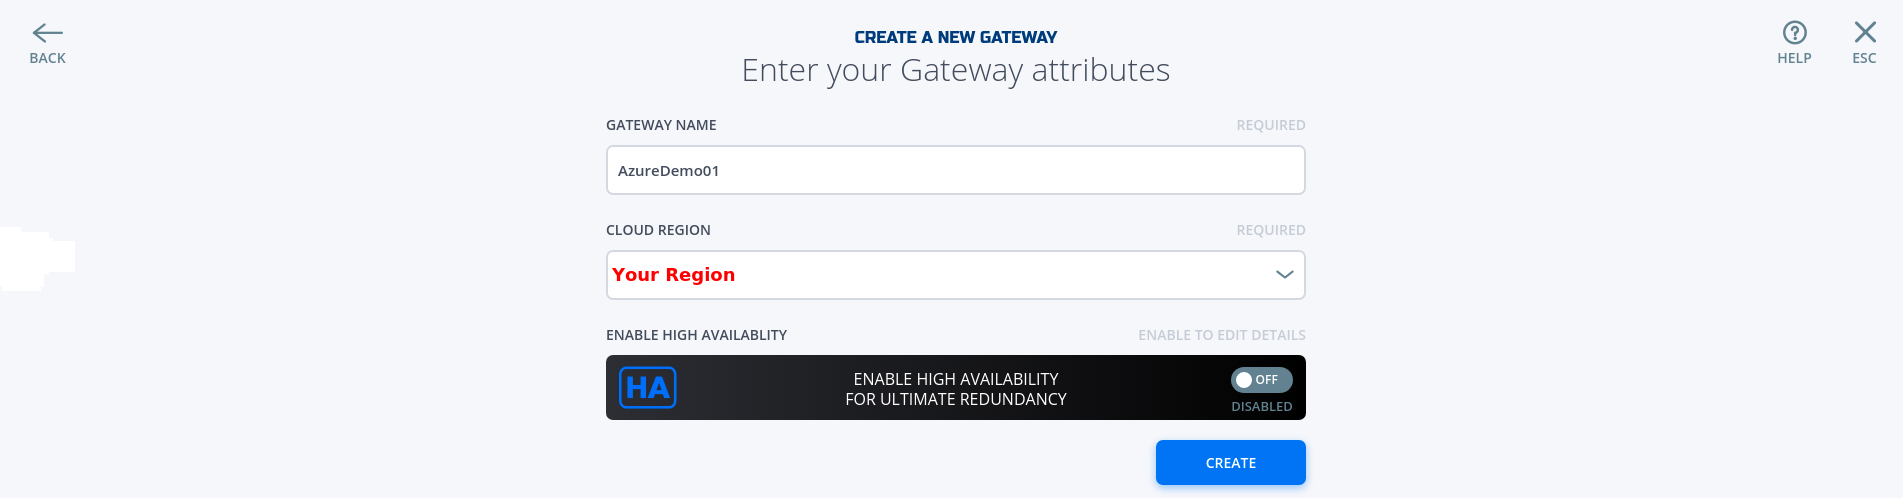 BACK
CREATE A NEW GATEWAY
Enter your Gateway attributes
HELP
ESC
GATEWAY NAME
REQUIRED
AzureDemo01
CLOUD REGION
REQUIRED
Your Region
ENABLE HIGH AVAILABLITY
ENABLE TO EDIT DETAILS
HA
ENABLE HIGH AVAILABILITY
FOR ULTIMATE REDUNDANCY
OFF
DISABLED
CREATE